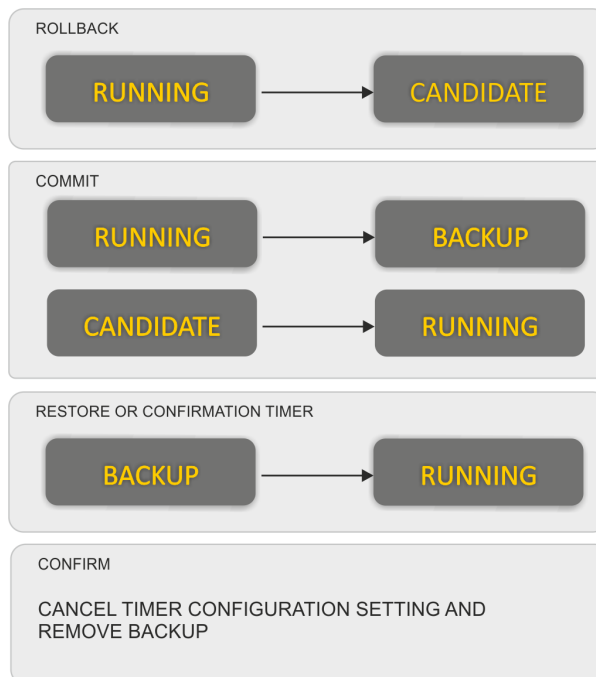 ROLLBACK
RUNNING
CANDIDATE
COMMIT
RUNNING
BACKUP
CANDIDATE
RUNNING
RESTORE OR CONFIRMATION TIMER
BACKUP
RUNNING
CONFIRM
CANCEL TIMER CONFIGURATION SETTING AND
REMOVE BACKUP